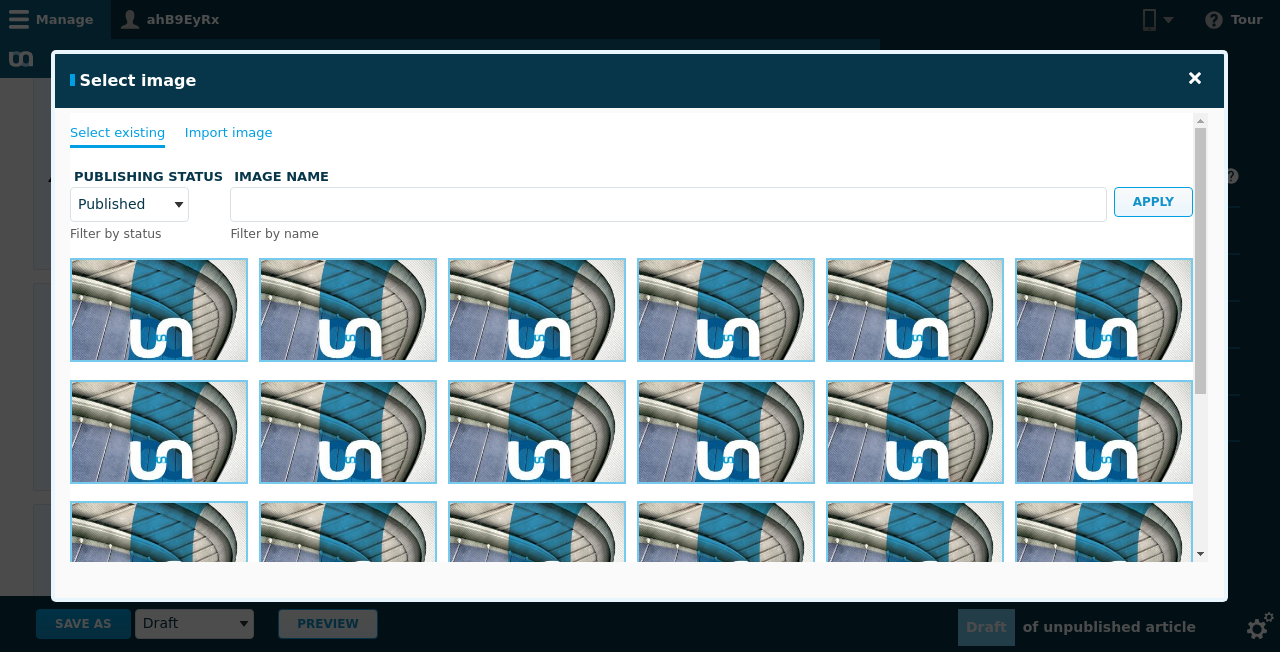 Manage
ahB9EyRx
Tour
Select image
Select existing
Import image
PUBLISHING STATUS
IMAGE NAME
Published
APPLY
Filter by status
Filter by name
SAVE AS
Draft
PREVIEW
Draft
of unpublished article